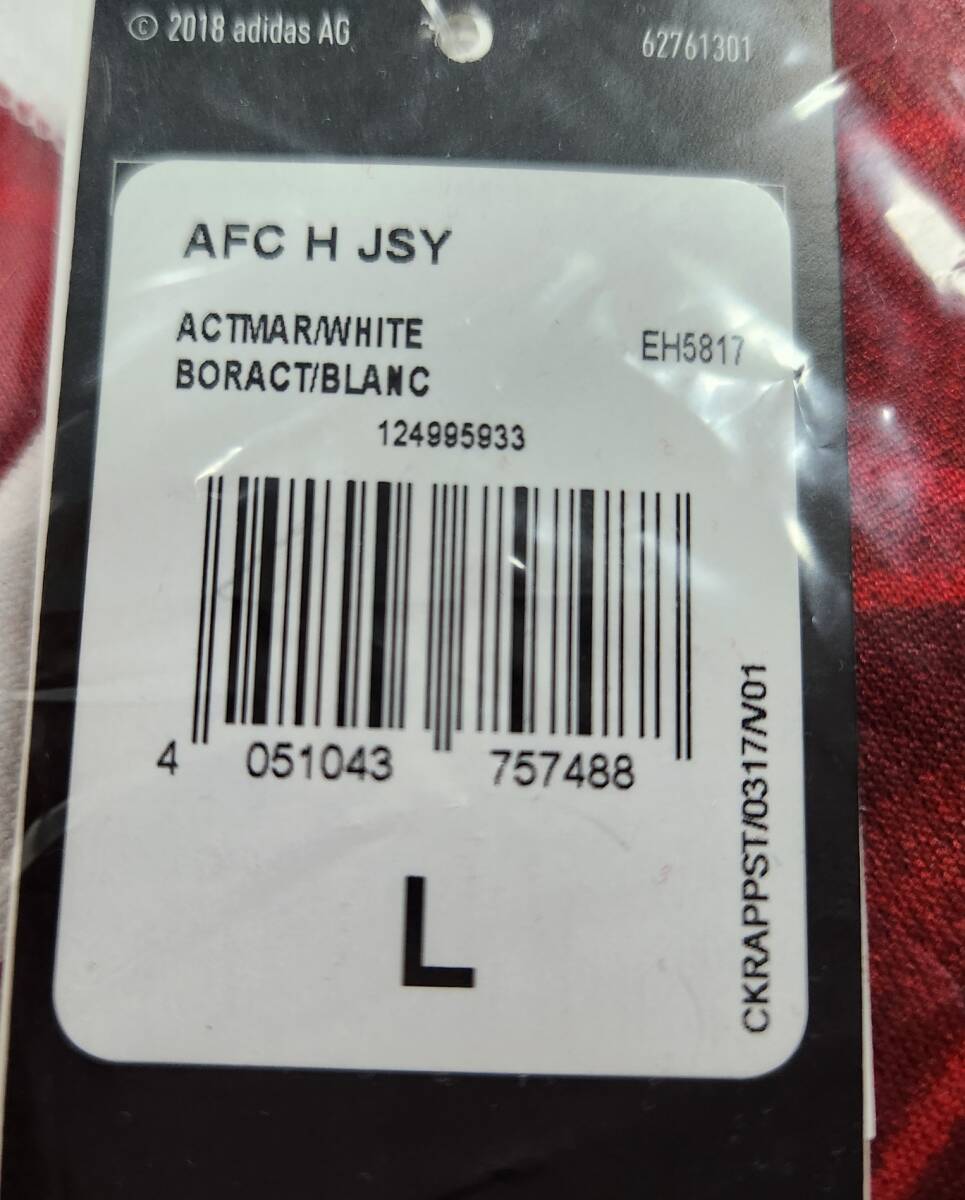 © 2018 adidas AG
62761301
AFC H JSY
ACTMAR/WHITE
EH5817
BORACT/BLANC
124995933
4 051043 757488
L
CKRAPPST/0317/V01